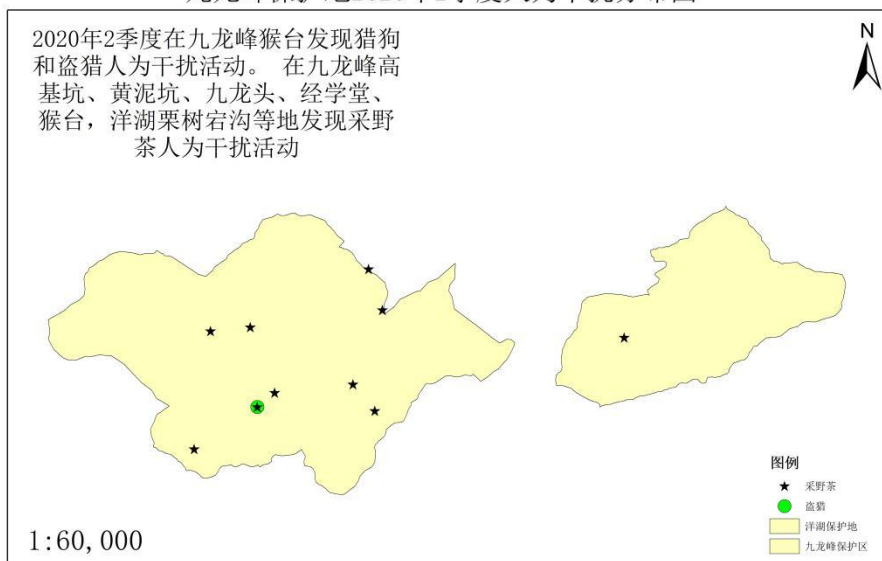 2020年2季度在九龙峰猴台发现猎狗
和盗猎人为干扰活动。 在九龙峰高
基坑、黄泥坑、九龙头、经学堂、
猴台，洋湖栗树宕沟等地发现采野
茶人为干扰活动
N
图例
采野茶
盗猎
洋湖保护地
九龙峰保护区
1:60,000